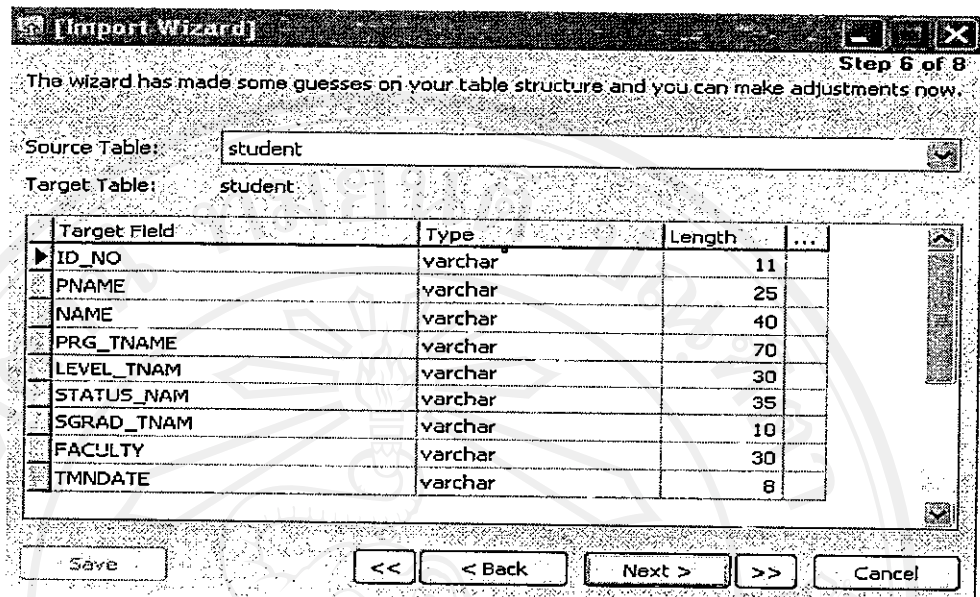 [Import Wizard]
Step 6 of 8
The wizard has made some guesses on your table structure and you can make adjustments now.
Source Table: student
Target Table: student
Target Field Type Length ...
ID_NO varchar 11
PNAME varchar 25
NAME varchar 40
PRG_TNAME varchar 70
LEVEL_TNAM varchar 30
STATUS_NAM varchar 35
SGRAD_TNAM varchar 10
FACULTY varchar 30
TMNDATE varchar 8
Save << < Back Next > >> Cancel